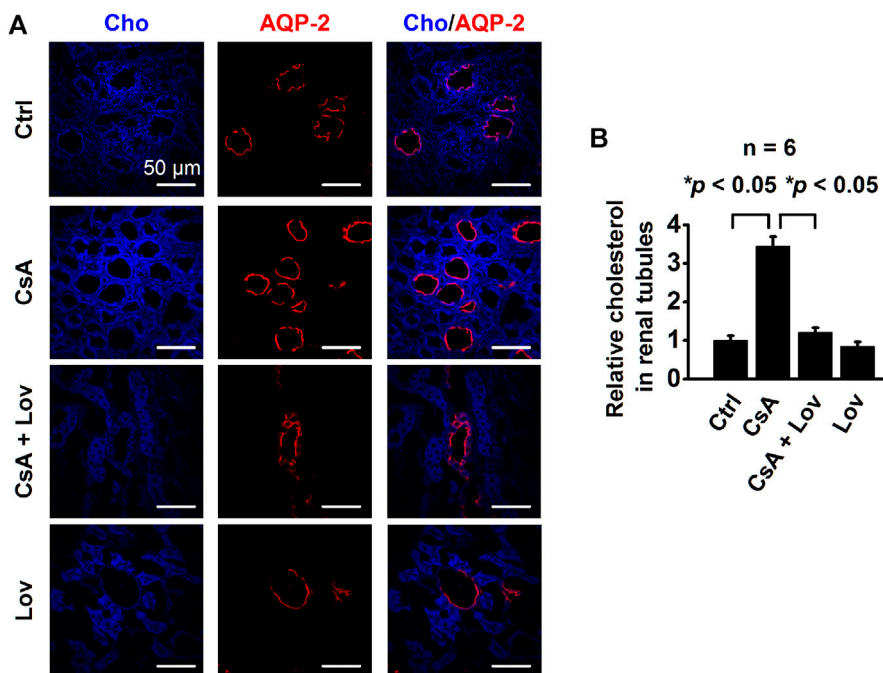 A
Cho
AQP-2
Cho/AQP-2
Ctrl
50 µm
CsA
CsA + Lov
Lov
B
n = 6
*p < 0.05 *p < 0.05
Relative cholesterol
in renal tubules
4
3
2
1
0
Ctrl
CsA
CsA + Lov
Lov